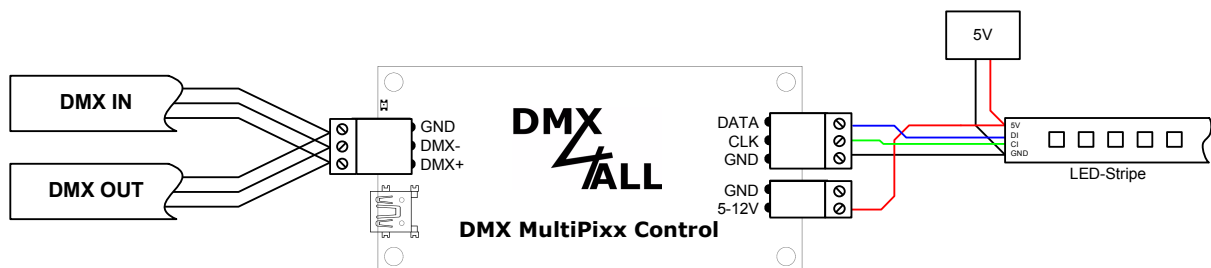 5V
DMX IN
DMX OUT
GND
DMX-
DMX+
DMX
4ALL
DMX MultiPixx Control
DATA
CLK
GND
GND
5-12V
5V
DI
CI
GND
LED-Stripe